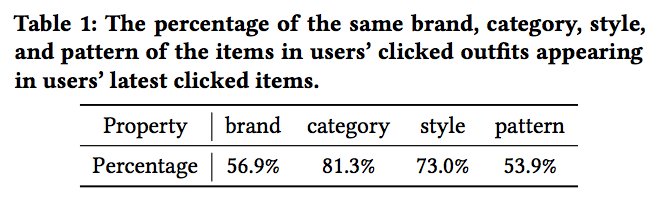 Table 1: The percentage of the same brand, category, style,
and pattern of the items in users' clicked outfits appearing
in users' latest clicked items.
Property brand category style pattern
Percentage 56.9% 81.3% 73.0% 53.9%